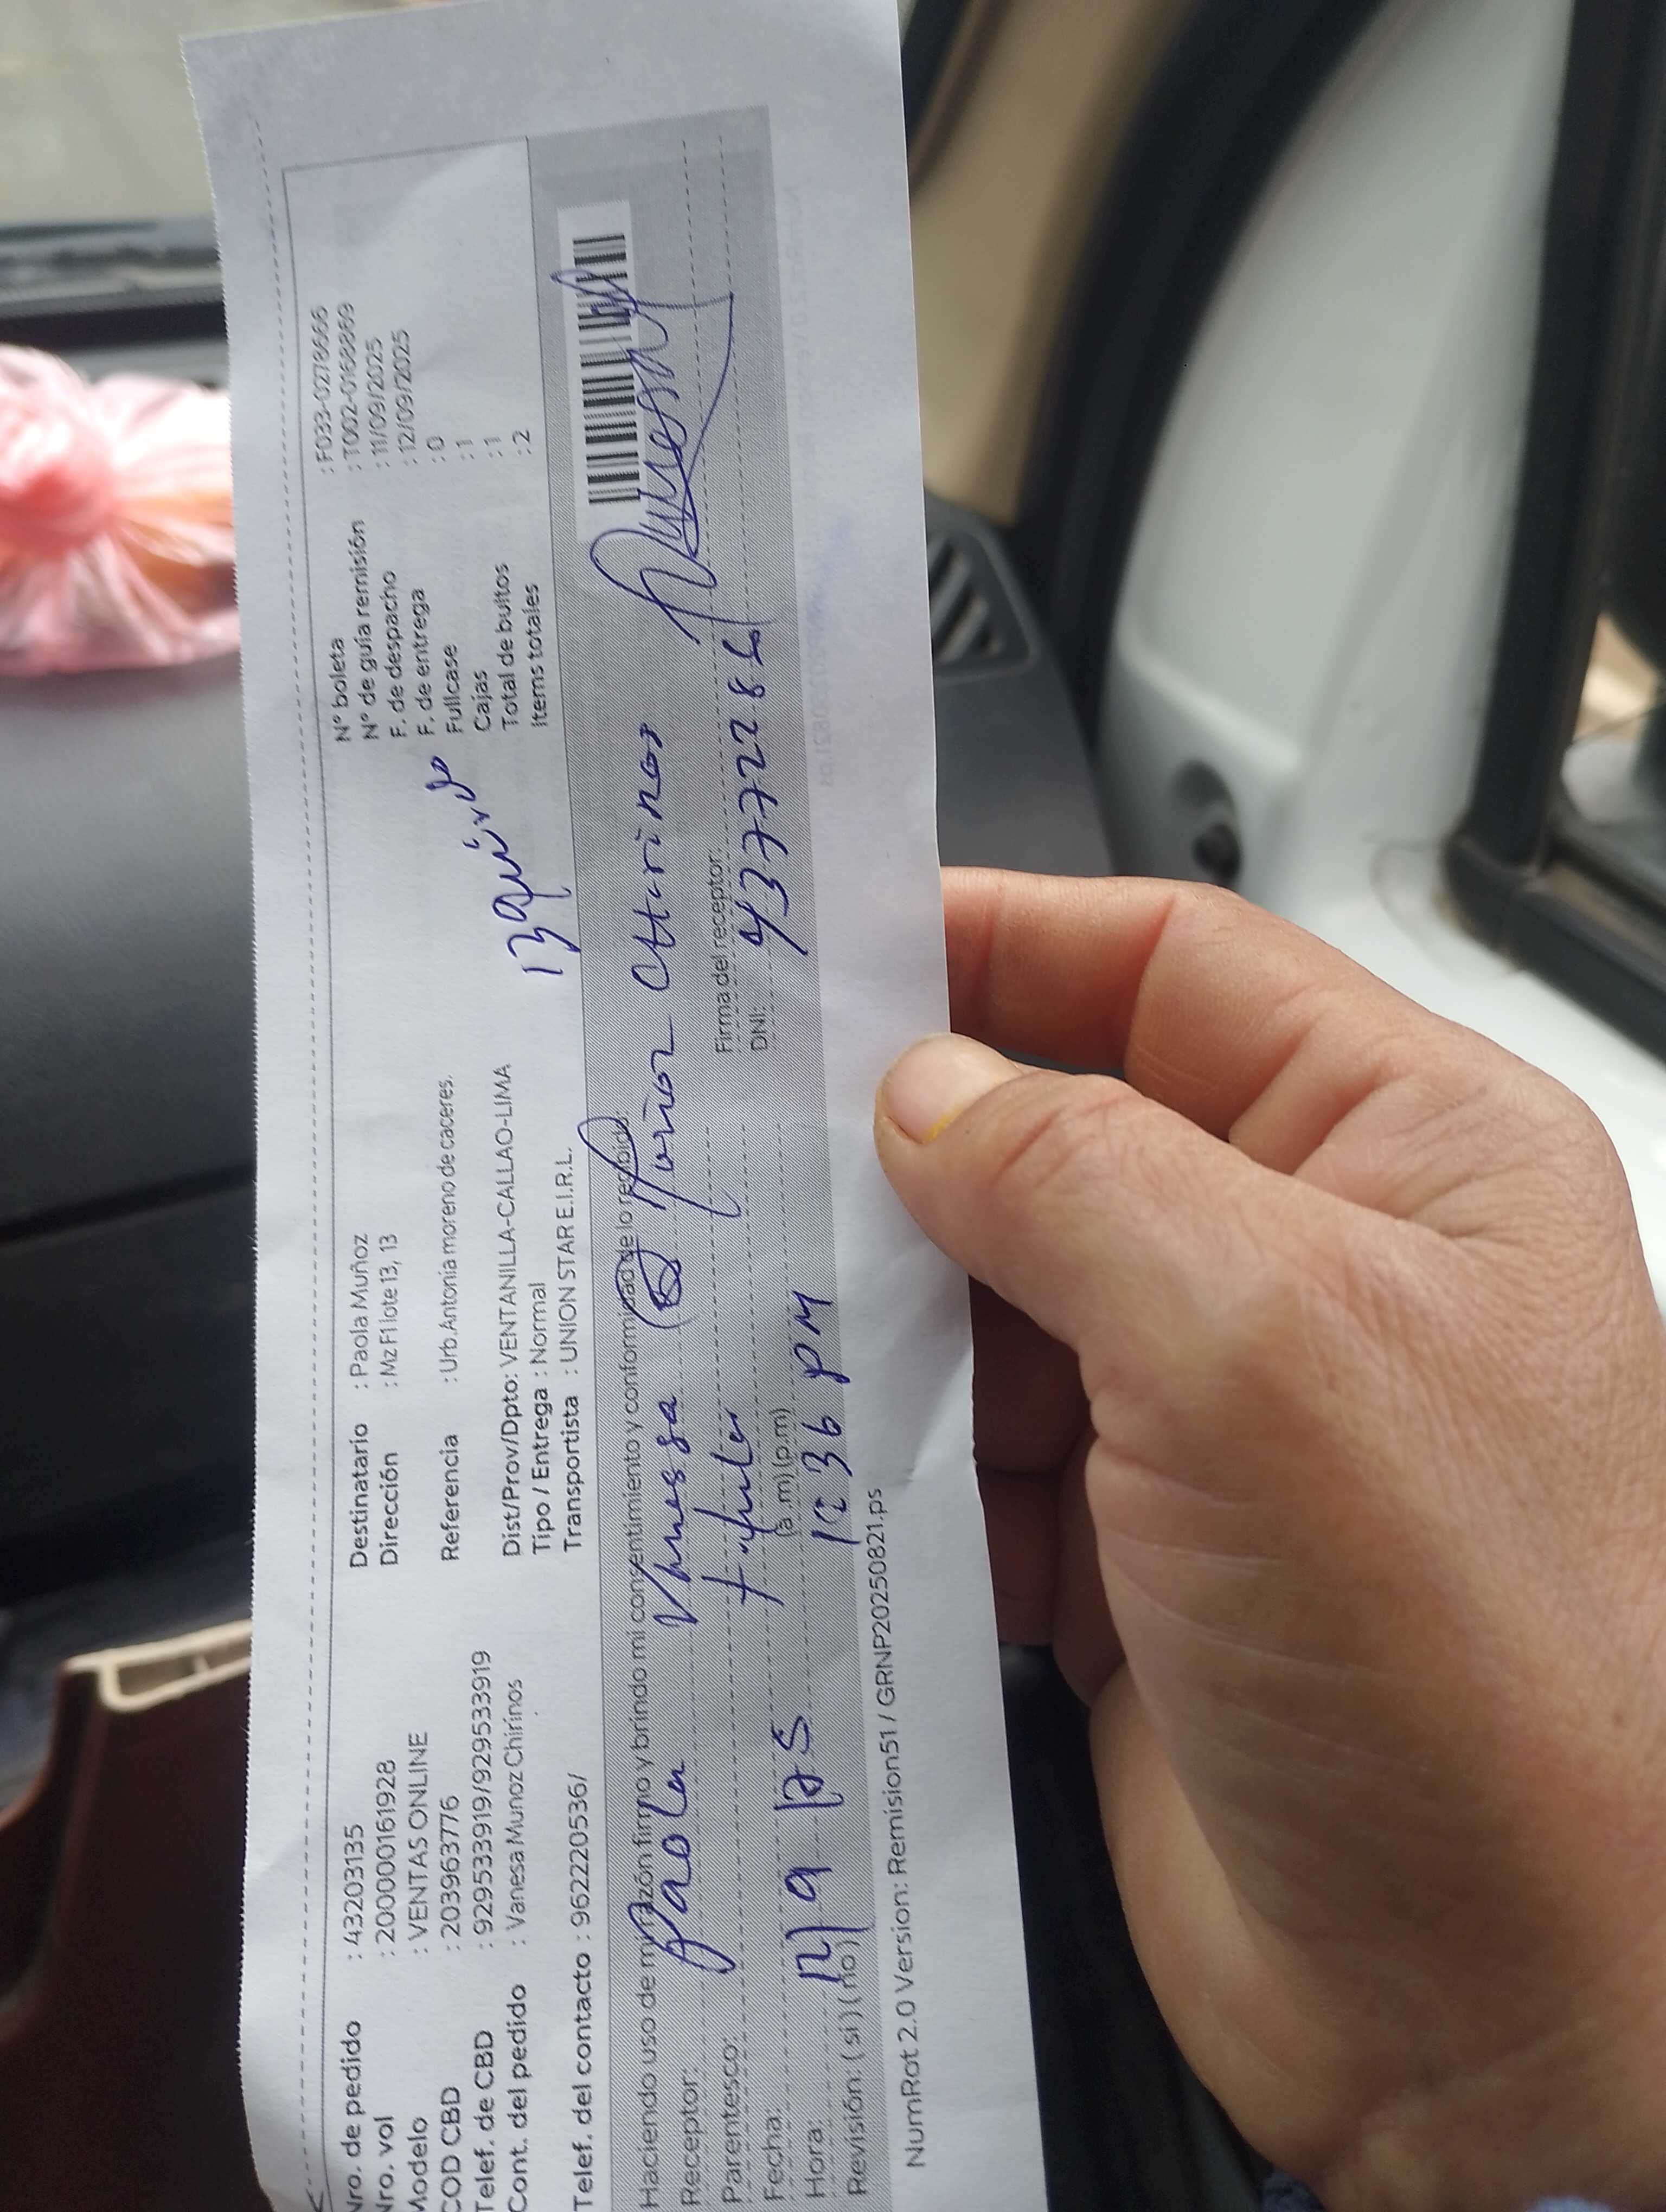 Nro. de pedido : 43203135
Nro. vol : 2000000161928
Modelo : VENTAS ONLINE
COD CBD : 203963776
Telef. de CBD : 929533919/929533919
Cont. del pedido : Vanesa Munoz Chirinos
Telef. del contacto : 962220536/
Destinatario : Paola Muñoz
Dirección : Mz F1 lote 13, 13
Referencia : Urb.Antonia moreno de caceres.
Dist/Prov/Dpto: VENTANILLA-CALLAO-LIMA
Tipo / Entrega : Normal
Transportista : UNION STAR E.I.R.L.
N° boleta : F033-0278666
N° de guía remisión : T002-0168869
F. de despacho : 11/09/2025
F. de entrega : 12/09/2025
Fullcase : 0
Cajas : 1
Total de bultos : 1
Items totales : 2
Haciendo uso de mi razón firmo y brindo mi consentimiento y conformidad de lo recibido:
Receptor: Paola Vanessa
Parentesco:
Fecha: 12/9/25
Hora: (a.m) (p.m) 1236 PM
Revisión: (si) (no)
Firma del receptor:
DNI: 43772286
NumRot 2.0 Version: Remision51 / GRNP20250821.ps